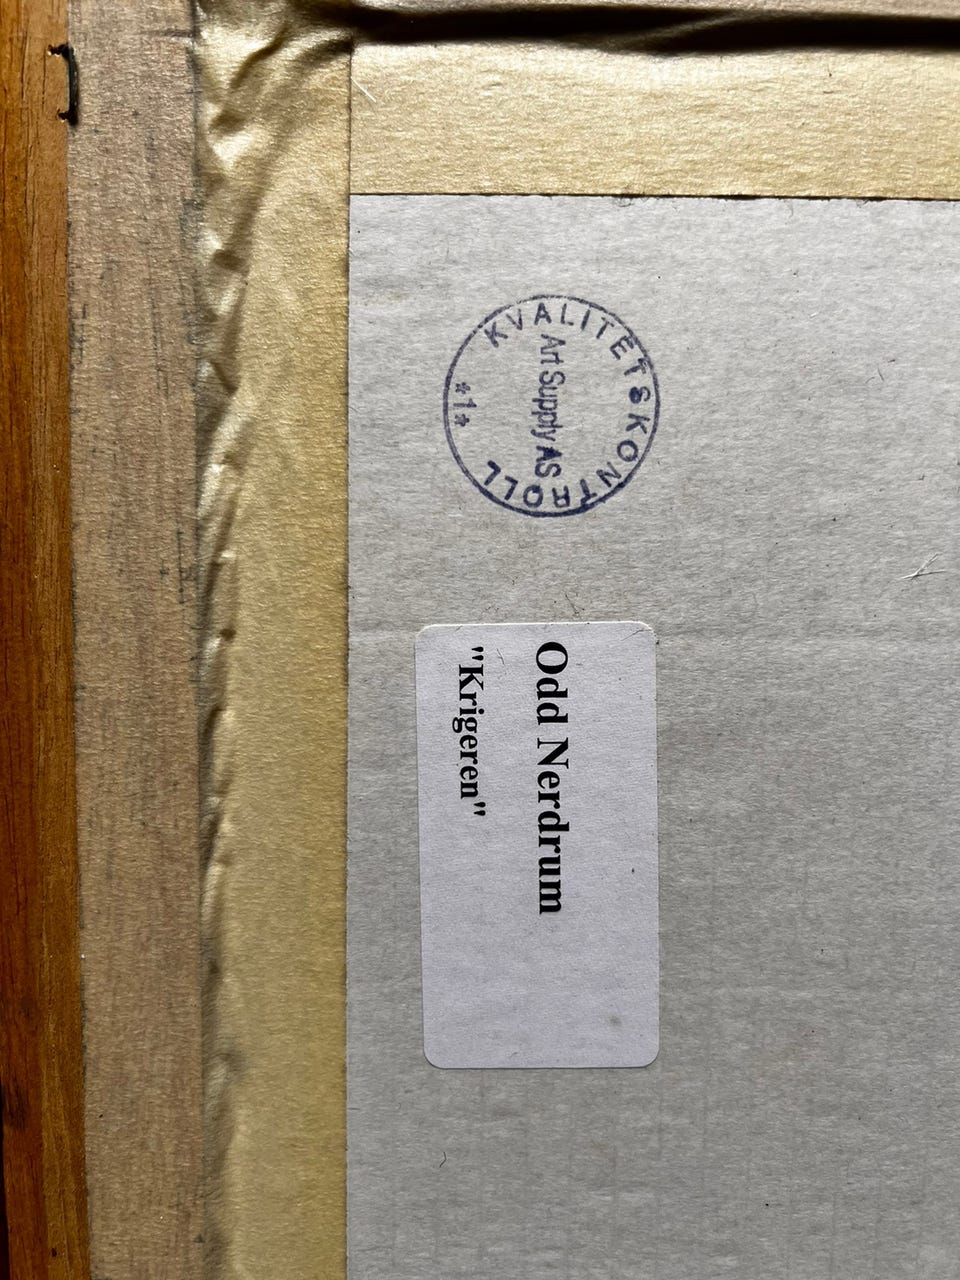 KVALITETSKONTROLL
Art Supply AS
*1*
Odd Nerdrum
"Krigeren"